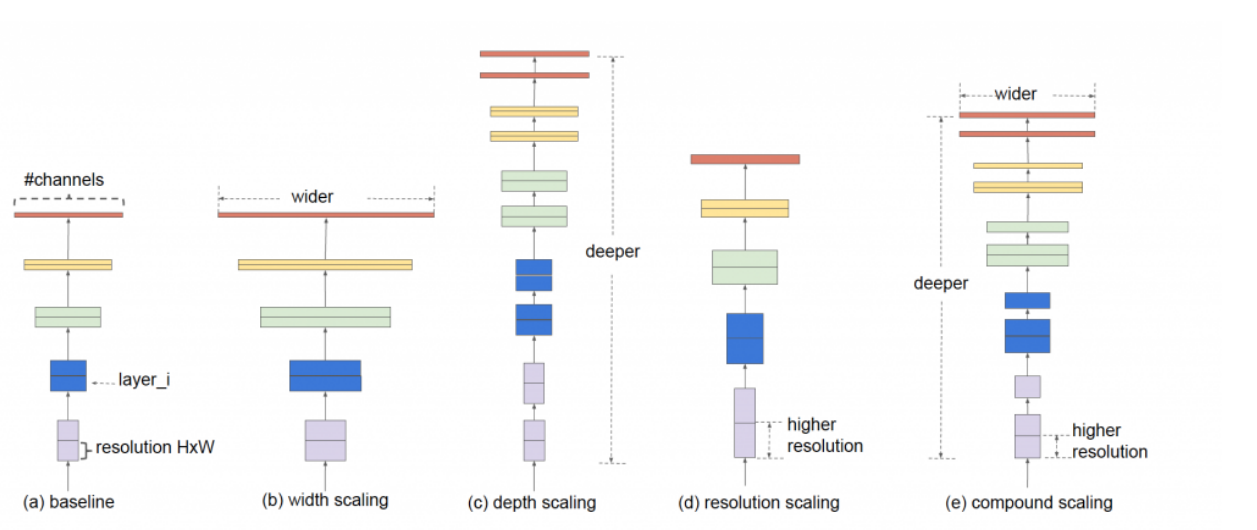 #channels
layer_i
resolution HxW
(a) baseline
wider
(b) width scaling
deeper
(c) depth scaling
higher
resolution
(d) resolution scaling
wider
deeper
higher
resolution
(e) compound scaling